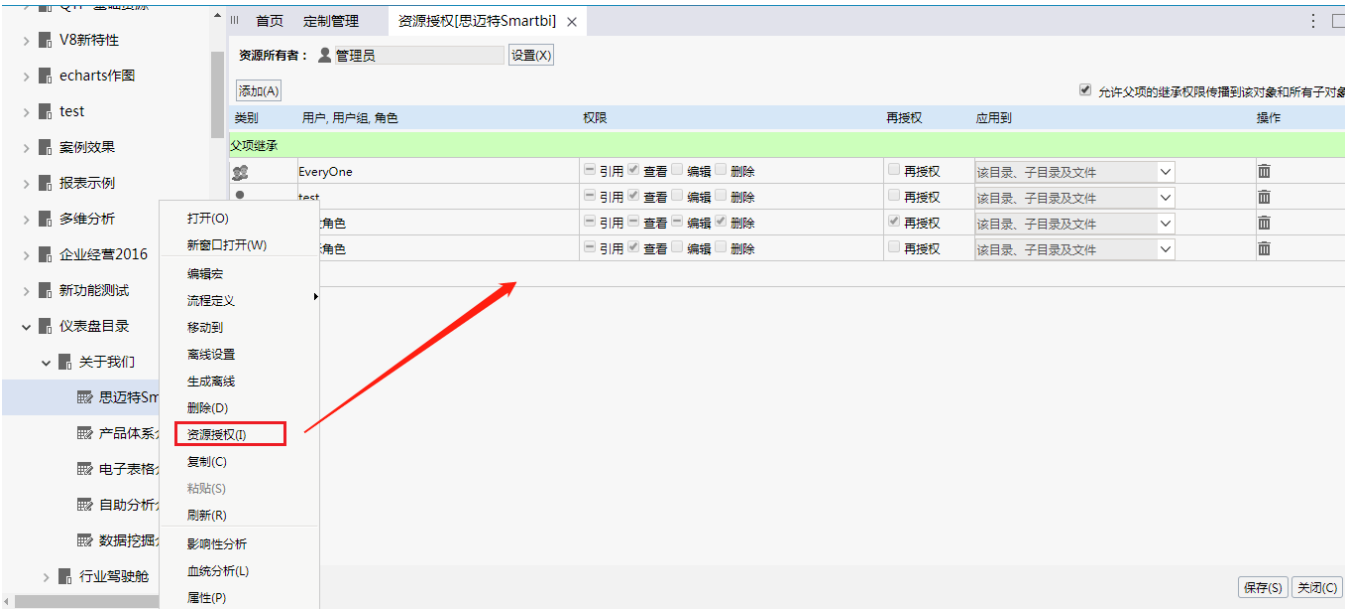 首页 定制管理 资源授权[思迈特Smartbi]
V8新特性
echarts作图
test
案例效果
报表示例
多维分析
企业经营2016
新功能测试
仪表盘目录
关于我们
思迈特Sm
产品体系
电子表格
自助分析
数据挖掘
行业驾驶舱
资源所有者： 管理员 设置(X)
添加(A) 允许父项的继承权限传播到该对象和所有子对象
类别 用户, 用户组, 角色 权限 再授权 应用到 操作
父项继承
EveryOne 引用 查看 编辑 删除 再授权 该目录、子目录及文件
test 引用 查看 编辑 删除 再授权 该目录、子目录及文件
角色 引用 查看 编辑 删除 再授权 该目录、子目录及文件
角色 引用 查看 编辑 删除 再授权 该目录、子目录及文件
打开(O)
新窗口打开(W)
编辑宏
流程定义
移动到
离线设置
生成离线
删除(D)
资源授权(I)
复制(C)
粘贴(S)
刷新(R)
影响性分析
血统分析(L)
属性(P)
保存(S) 关闭(C)